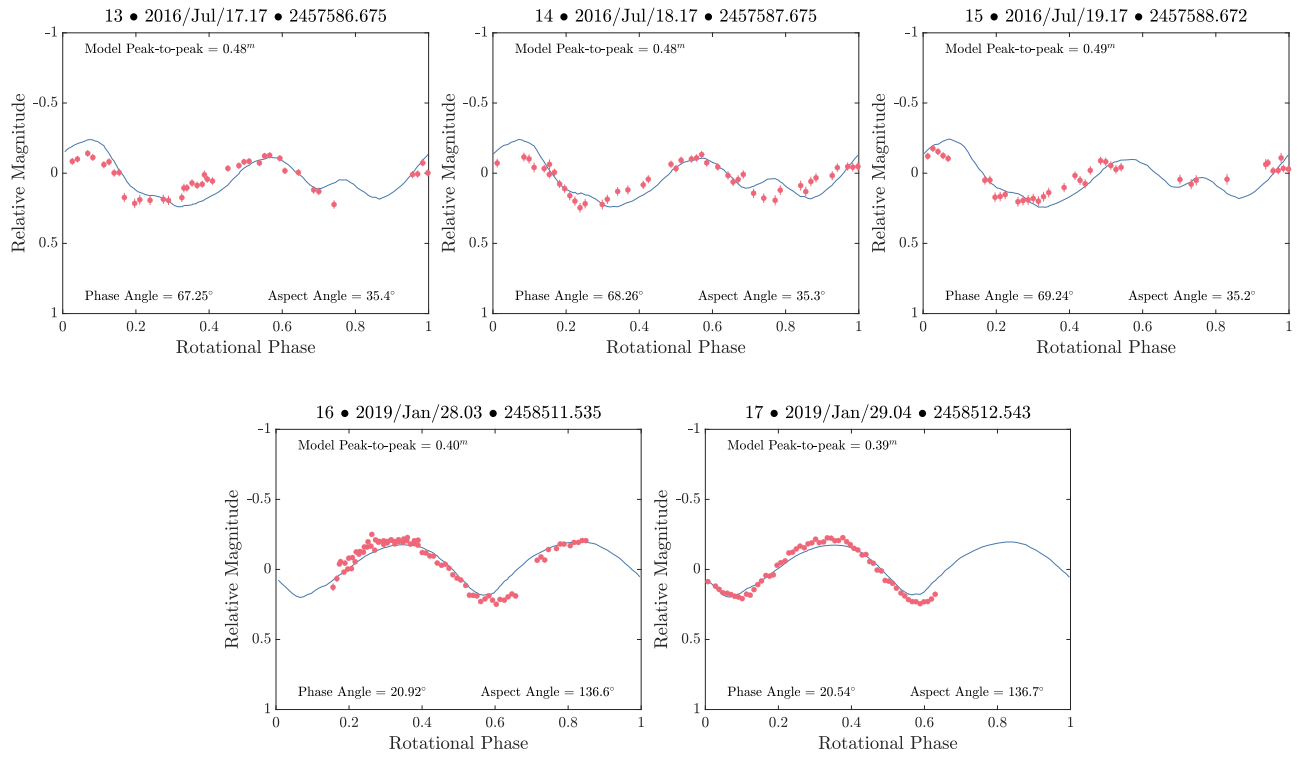 13 • 2016/Jul/17.17 • 2457586.675
Model Peak-to-peak = 0.48ᵐ
Relative Magnitude
-1
-0.5
0
0.5
1
Phase Angle = 67.25°
Aspect Angle = 35.4°
0 0.2 0.4 0.6 0.8 1
Rotational Phase
14 • 2016/Jul/18.17 • 2457587.675
Model Peak-to-peak = 0.48ᵐ
Relative Magnitude
-1
-0.5
0
0.5
1
Phase Angle = 68.26°
Aspect Angle = 35.3°
0 0.2 0.4 0.6 0.8 1
Rotational Phase
15 • 2016/Jul/19.17 • 2457588.672
Model Peak-to-peak = 0.49ᵐ
Relative Magnitude
-1
-0.5
0
0.5
1
Phase Angle = 69.24°
Aspect Angle = 35.2°
0 0.2 0.4 0.6 0.8 1
Rotational Phase
16 • 2019/Jan/28.03 • 2458511.535
Model Peak-to-peak = 0.40ᵐ
Relative Magnitude
-1
-0.5
0
0.5
1
Phase Angle = 20.92°
Aspect Angle = 136.6°
0 0.2 0.4 0.6 0.8 1
Rotational Phase
17 • 2019/Jan/29.04 • 2458512.543
Model Peak-to-peak = 0.39ᵐ
Relative Magnitude
-1
-0.5
0
0.5
1
Phase Angle = 20.54°
Aspect Angle = 136.7°
0 0.2 0.4 0.6 0.8 1
Rotational Phase